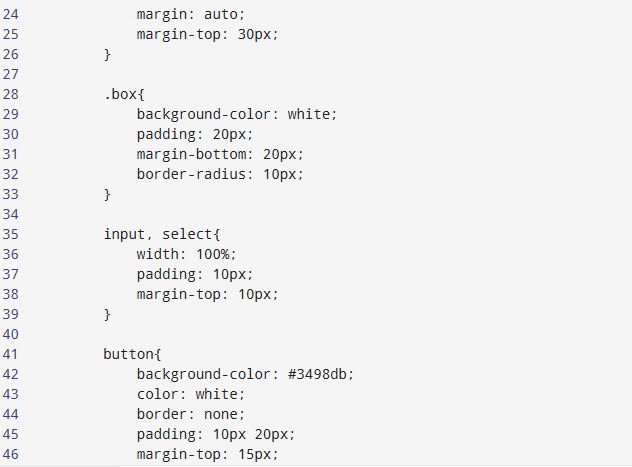 24 margin: auto;
25 margin-top: 30px;
26 }
27
28 .box{
29 background-color: white;
30 padding: 20px;
31 margin-bottom: 20px;
32 border-radius: 10px;
33 }
34
35 input, select{
36 width: 100%;
37 padding: 10px;
38 margin-top: 10px;
39 }
40
41 button{
42 background-color: #3498db;
43 color: white;
44 border: none;
45 padding: 10px 20px;
46 margin-top: 15px;